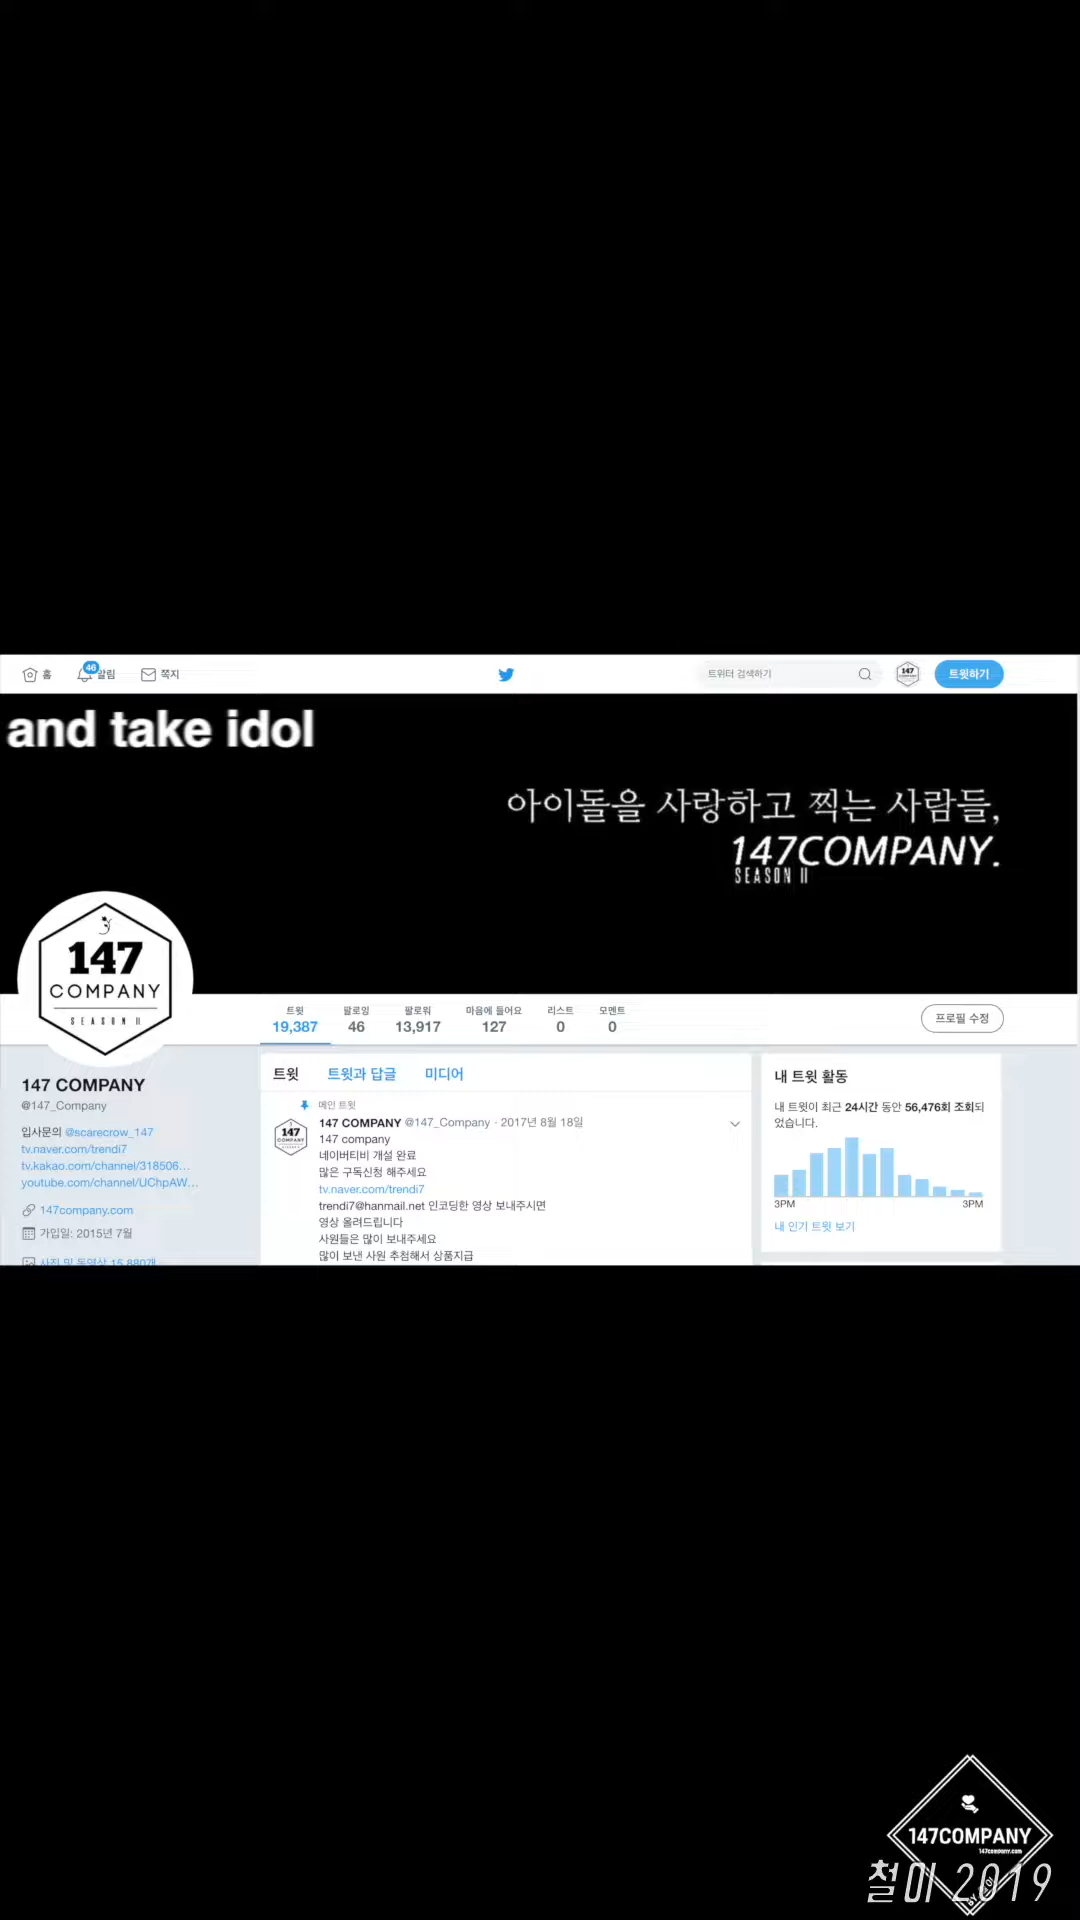 홈
46
알림
쪽지
트위터 검색하기
트윗하기
and take idol
아이돌을 사랑하고 찍는 사람들,
147COMPANY.
SEASON II
147
COMPANY
SEASON II
트윗 19,387
팔로잉 46
팔로워 13,917
마음에 들어요 127
리스트 0
모멘트 0
프로필 수정
147 COMPANY
@147_Company
입사문의 @scarecrow_147
tv.naver.com/trendi7
tv.kakao.com/channel/318506...
youtube.com/channel/UChpAW...
147company.com
가입일: 2015년 7월
사진 및 동영상 15,880개
트윗
트윗과 답글
미디어
메인 트윗
147 COMPANY @147_Company · 2017년 8월 18일
147 company
네이버티비 개설 완료
많은 구독신청 해주세요
tv.naver.com/trendi7
trendi7@hanmail.net 인코딩한 영상 보내주시면
영상 올려드립니다
사원들은 많이 보내주세요
많이 보낸 사원 추첨해서 상품지급
내 트윗 활동
내 트윗이 최근 24시간 동안 56,476회 조회되
었습니다.
3PM
3PM
내 인기 트윗 보기
147COMPANY
147company.com
철이 2019